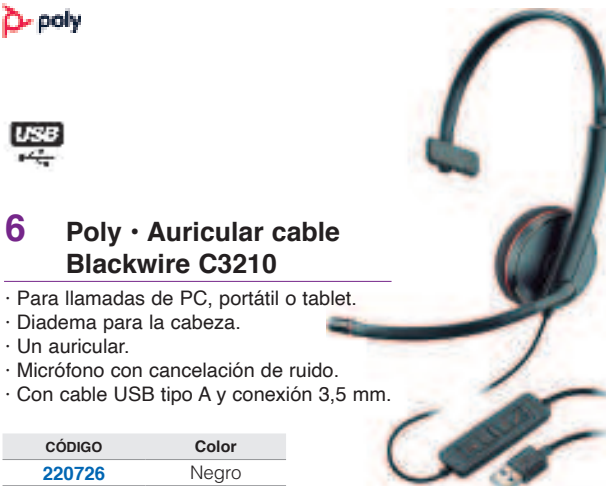 poly
USB
6 Poly · Auricular cable
Blackwire C3210
· Para llamadas de PC, portátil o tablet.
· Diadema para la cabeza.
· Un auricular.
· Micrófono con cancelación de ruido.
· Con cable USB tipo A y conexión 3,5 mm.
CÓDIGO Color
220726 Negro